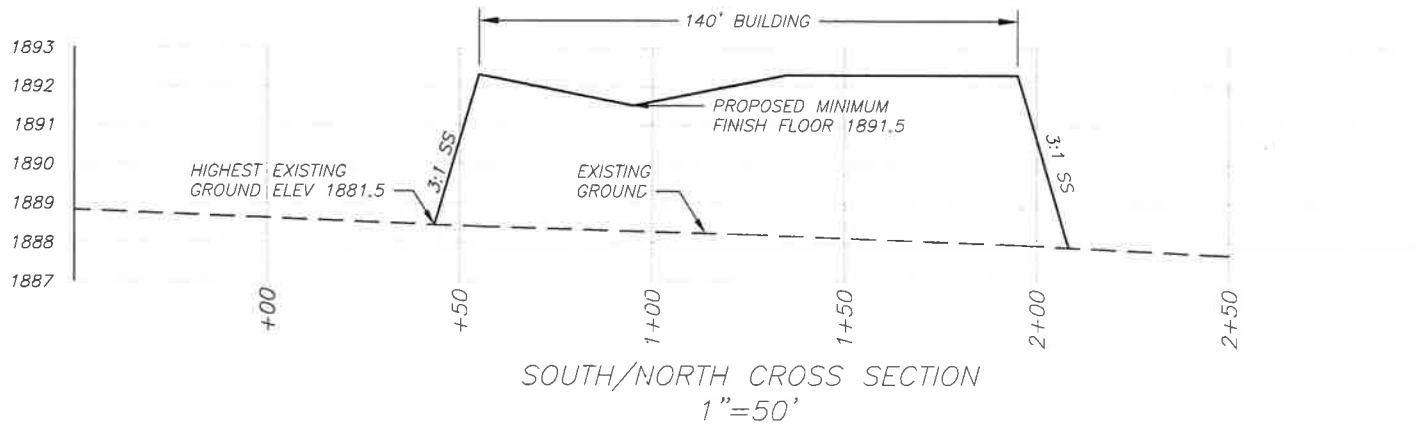 140' BUILDING
1893
1892
1891
1890
1889
1888
1887
PROPOSED MINIMUM
FINISH FLOOR 1891.5
3:1 SS
3:1 SS
HIGHEST EXISTING
GROUND ELEV 1881.5
EXISTING
GROUND
+00
+50
1+00
1+50
2+00
2+50
SOUTH/NORTH CROSS SECTION
1"=50'